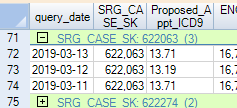 query_date SRG_CA
SE_SK Proposed_A
ppt_ICD9 EN
71 SRG_CASE_SK: 622063 (3)
72 2019-03-13 622,063 13.71 16,7
73 2019-03-12 622,063 13.19 16,7
74 2019-03-11 622,063 13.71 16,7
75 SRG_CASE_SK: 622274 (2)